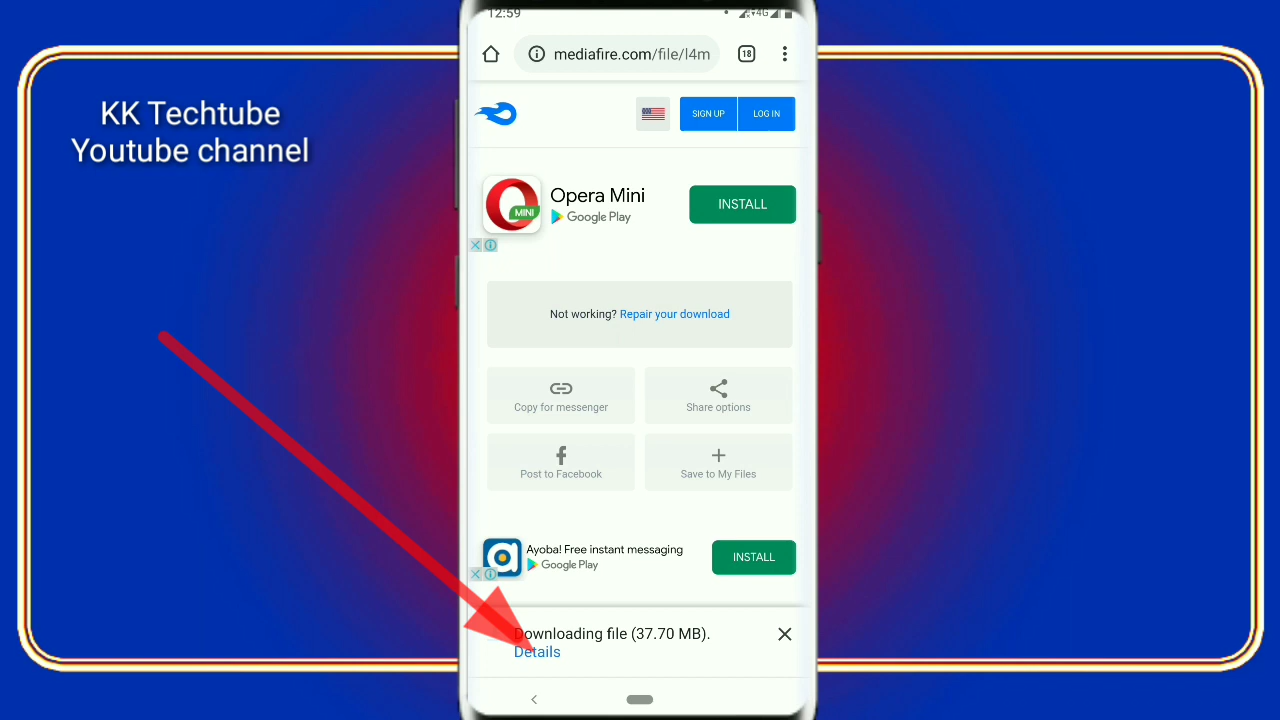 KK Techtube
Youtube channel
12:59
4G
mediafire.com/file/l4m
18
SIGN UP
LOG IN
MINI
Opera Mini
Google Play
INSTALL
Not working? Repair your download
Copy for messenger
Share options
Post to Facebook
Save to My Files
Ayoba! Free instant messaging
Google Play
INSTALL
Downloading file (37.70 MB).
Details